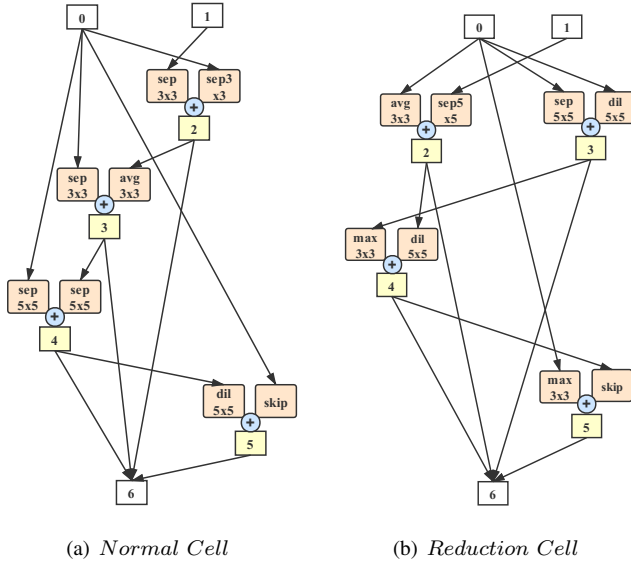 0
1
sep
3x3
sep3
x3
+
2
sep
3x3
avg
3x3
+
3
sep
5x5
sep
5x5
+
4
dil
5x5
skip
+
5
6
(a) Normal Cell
0
1
avg
3x3
sep5
x5
+
2
sep
5x5
dil
5x5
+
3
max
3x3
dil
5x5
+
4
max
3x3
skip
+
5
6
(b) Reduction Cell